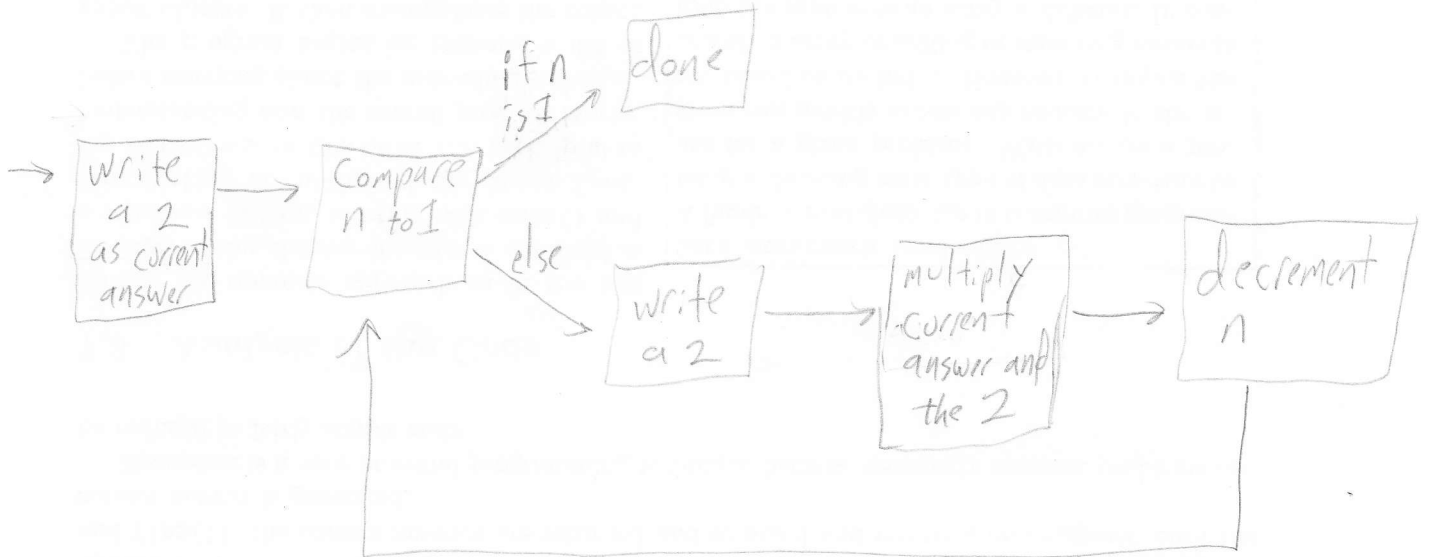 write
a 2
as current
answer
compare
n to 1
if n
is 1
done
else
write
a 2
multiply
current
answer and
the 2
decrement
n